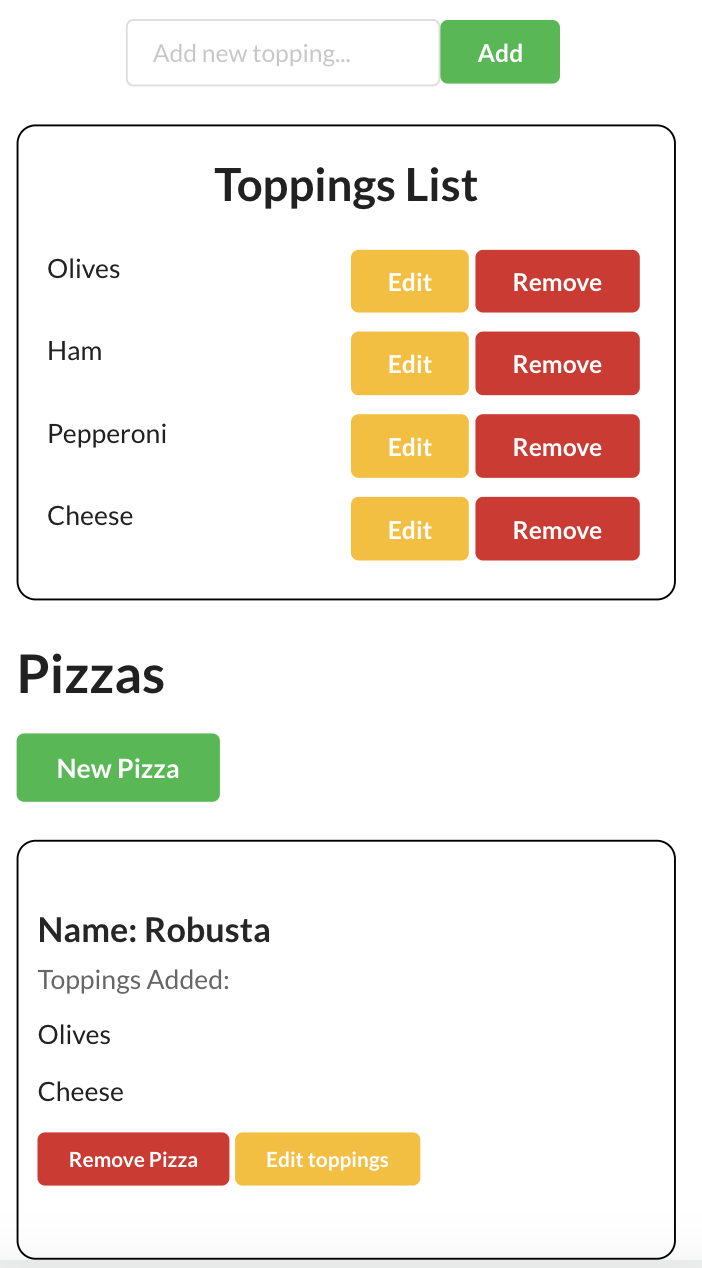 Add new topping... Add
Toppings List
Olives Edit Remove
Ham Edit Remove
Pepperoni Edit Remove
Cheese Edit Remove
Pizzas
New Pizza
Name: Robusta
Toppings Added:
Olives
Cheese
Remove Pizza Edit toppings